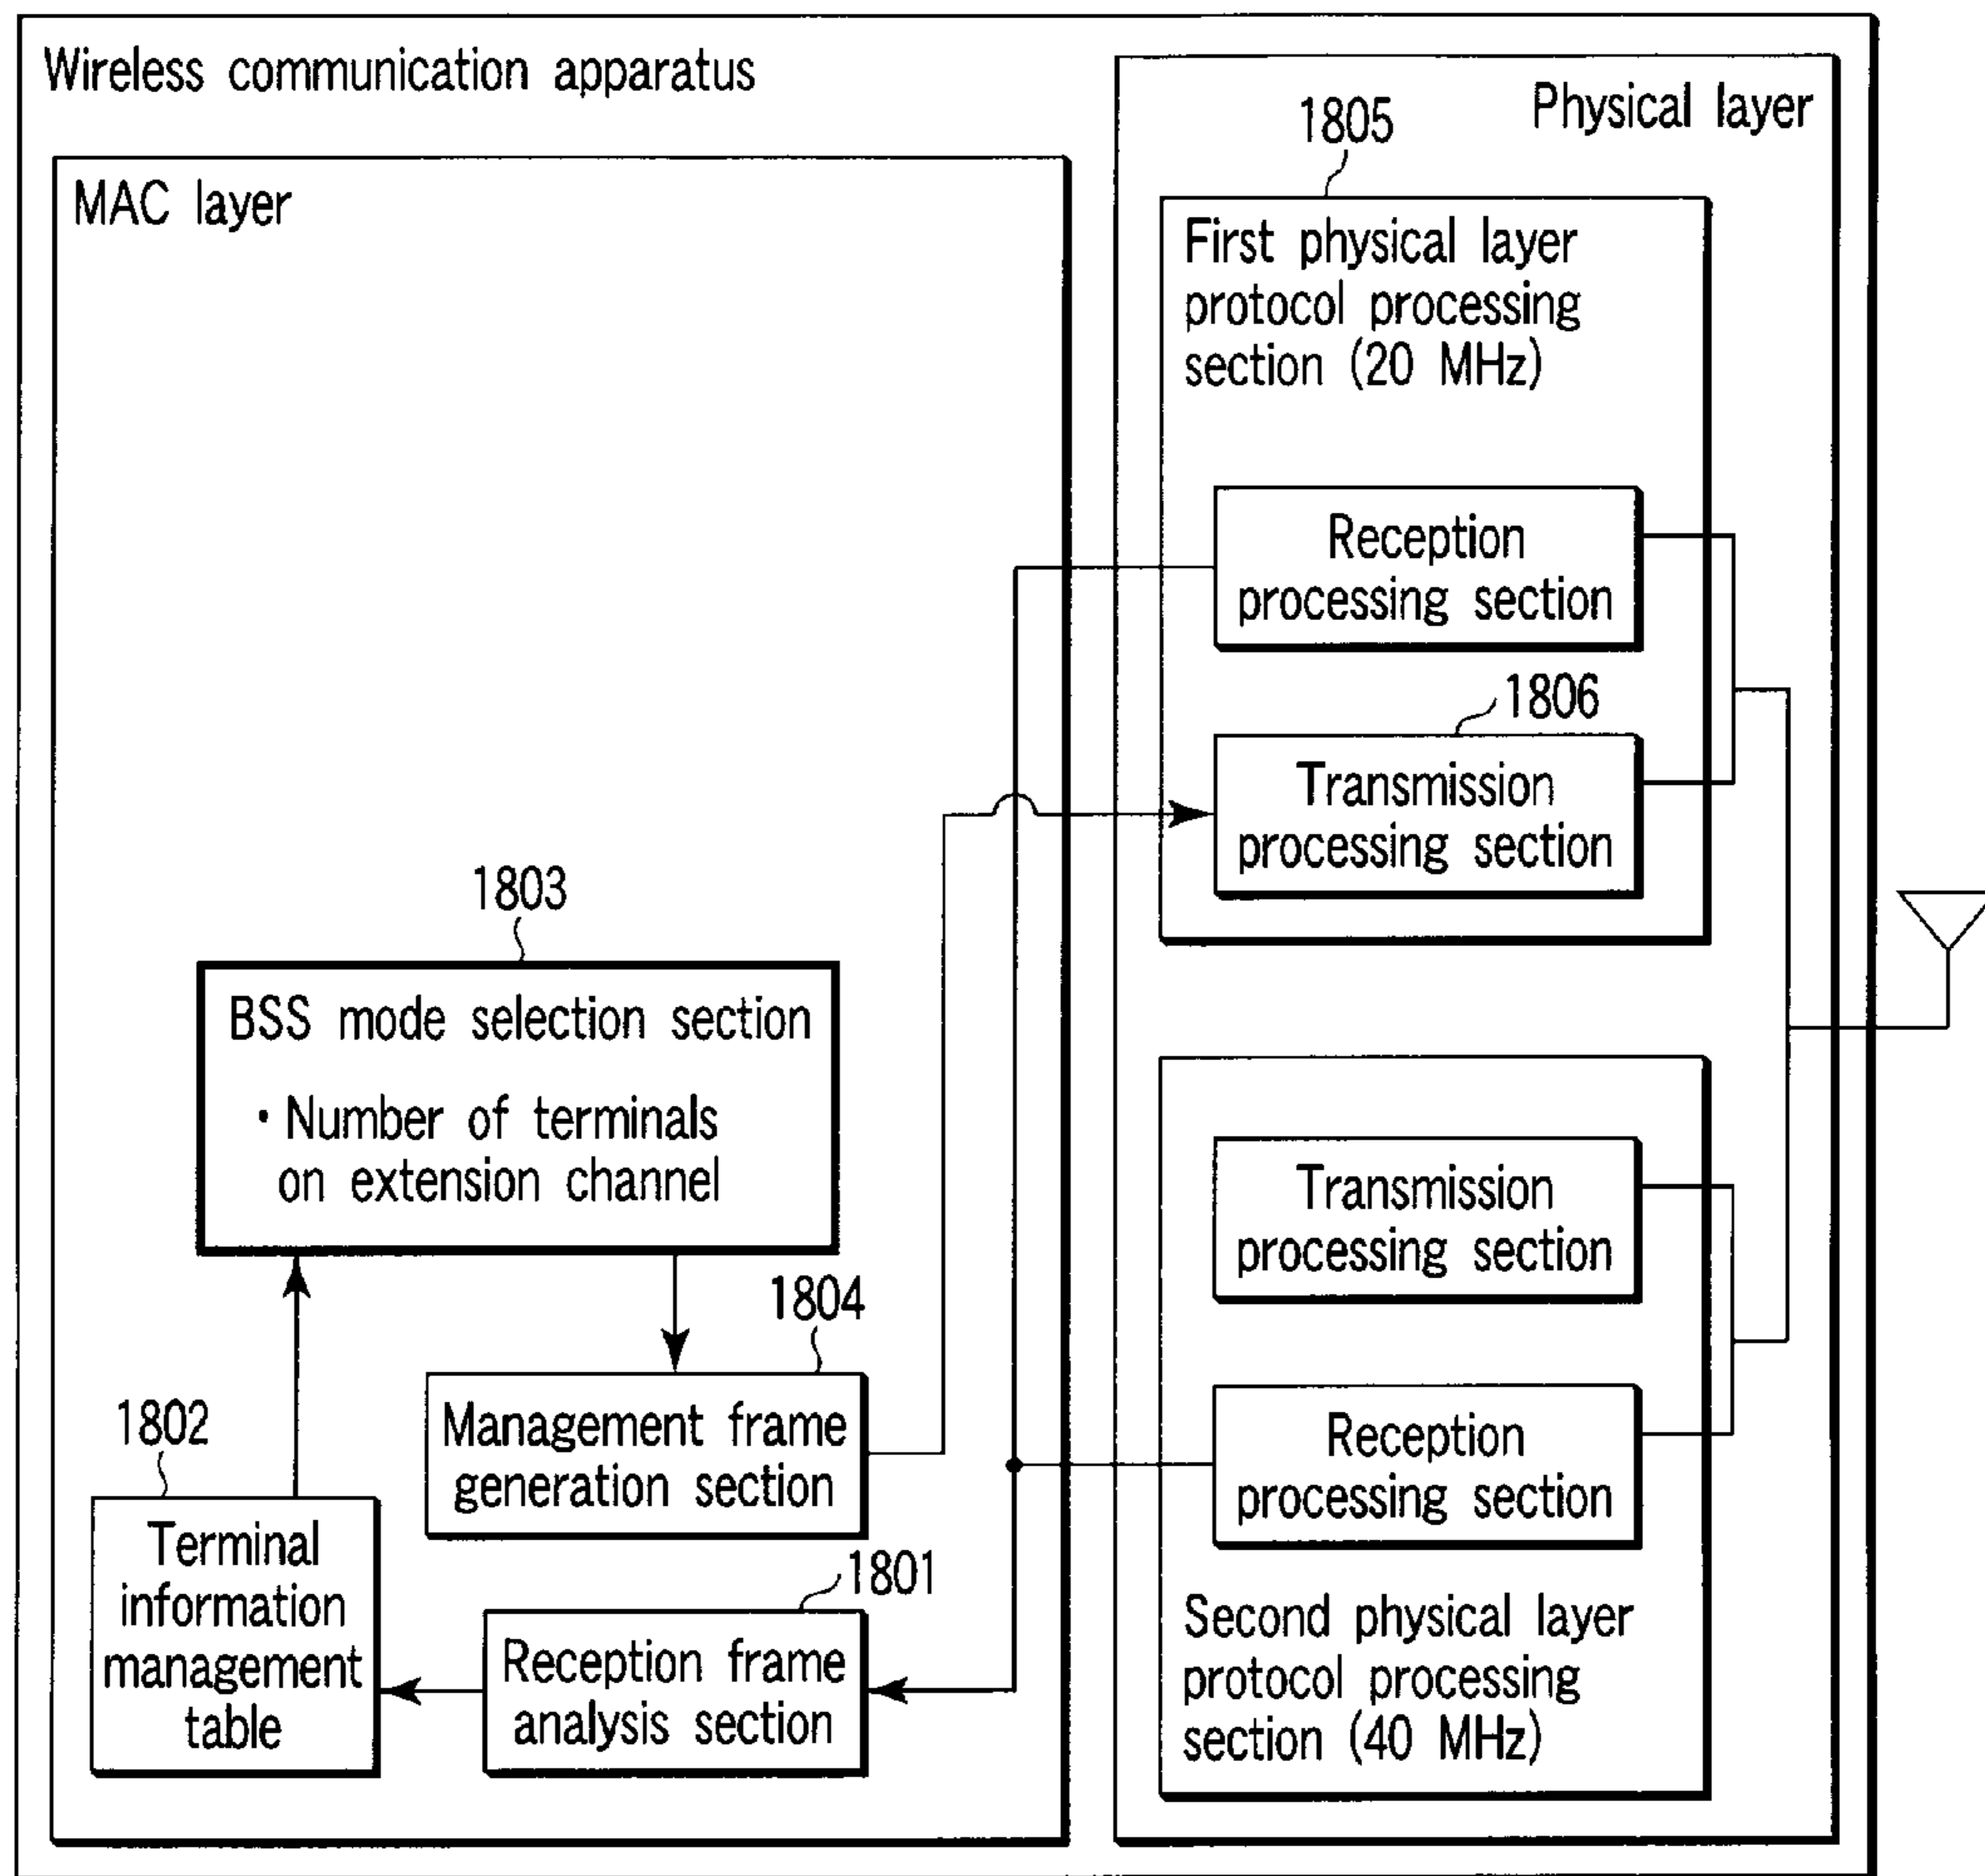 Wireless communication apparatus
MAC layer
1803
BSS mode selection section
・Number of terminals
on extension channel
1804
Management frame
generation section
1802
Terminal
information
management
table
1801
Reception frame
analysis section
Physical layer
1805
First physical layer
protocol processing
section (20 MHz)
Reception
processing section
1806
Transmission
processing section
Transmission
processing section
Reception
processing section
Second physical layer
protocol processing
section (40 MHz)